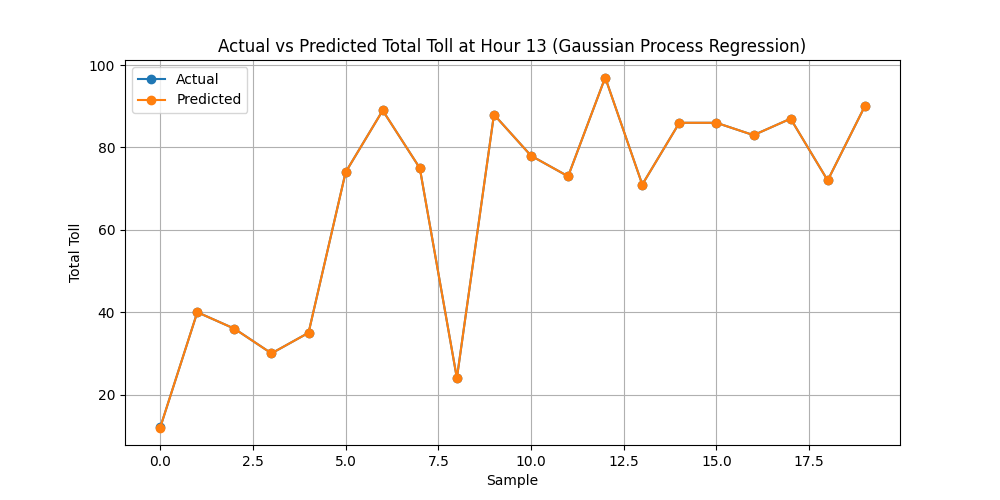 Actual vs Predicted Total Toll at Hour 13 (Gaussian Process Regression)
Actual
Predicted
100
80
60
40
20
Total Toll
0.0 2.5 5.0 7.5 10.0 12.5 15.0 17.5
Sample